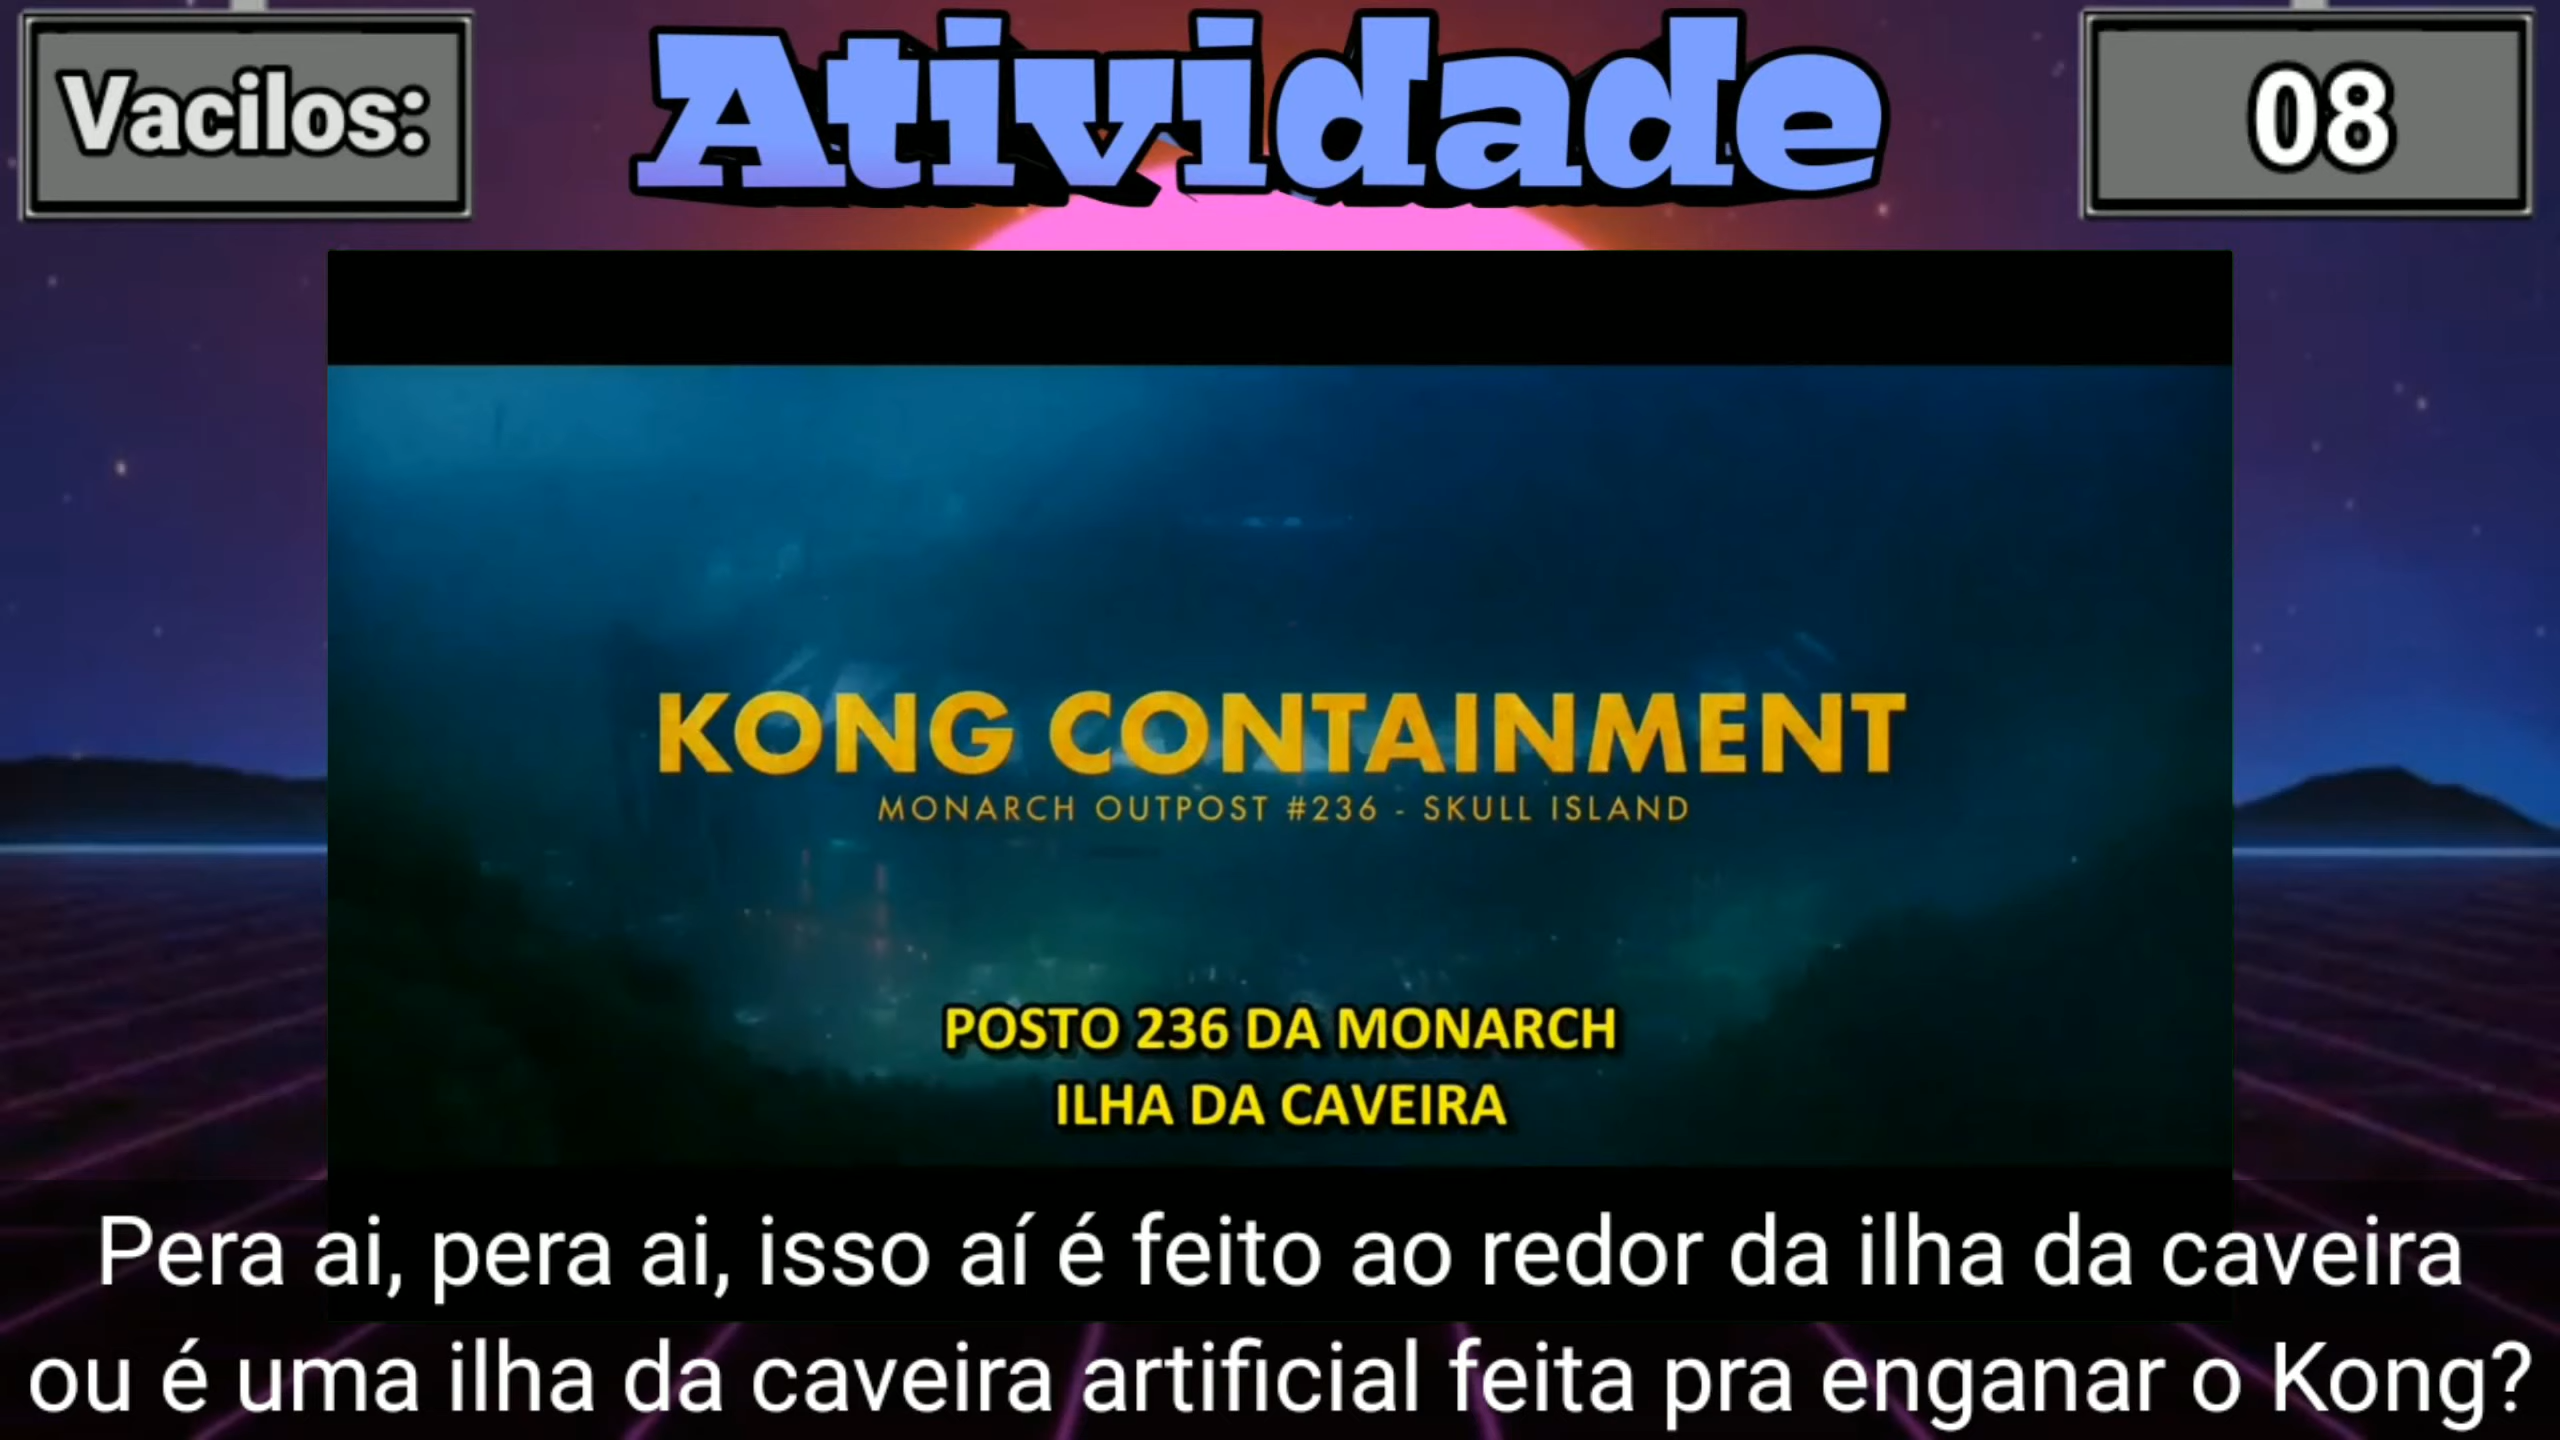 Vacilos:
Atividade
08
KONG CONTAINMENT
MONARCH OUTPOST #236 - SKULL ISLAND
POSTO 236 DA MONARCH
ILHA DA CAVEIRA
Pera ai, pera ai, isso aí é feito ao redor da ilha da caveira
ou é uma ilha da caveira artificial feita pra enganar o Kong?